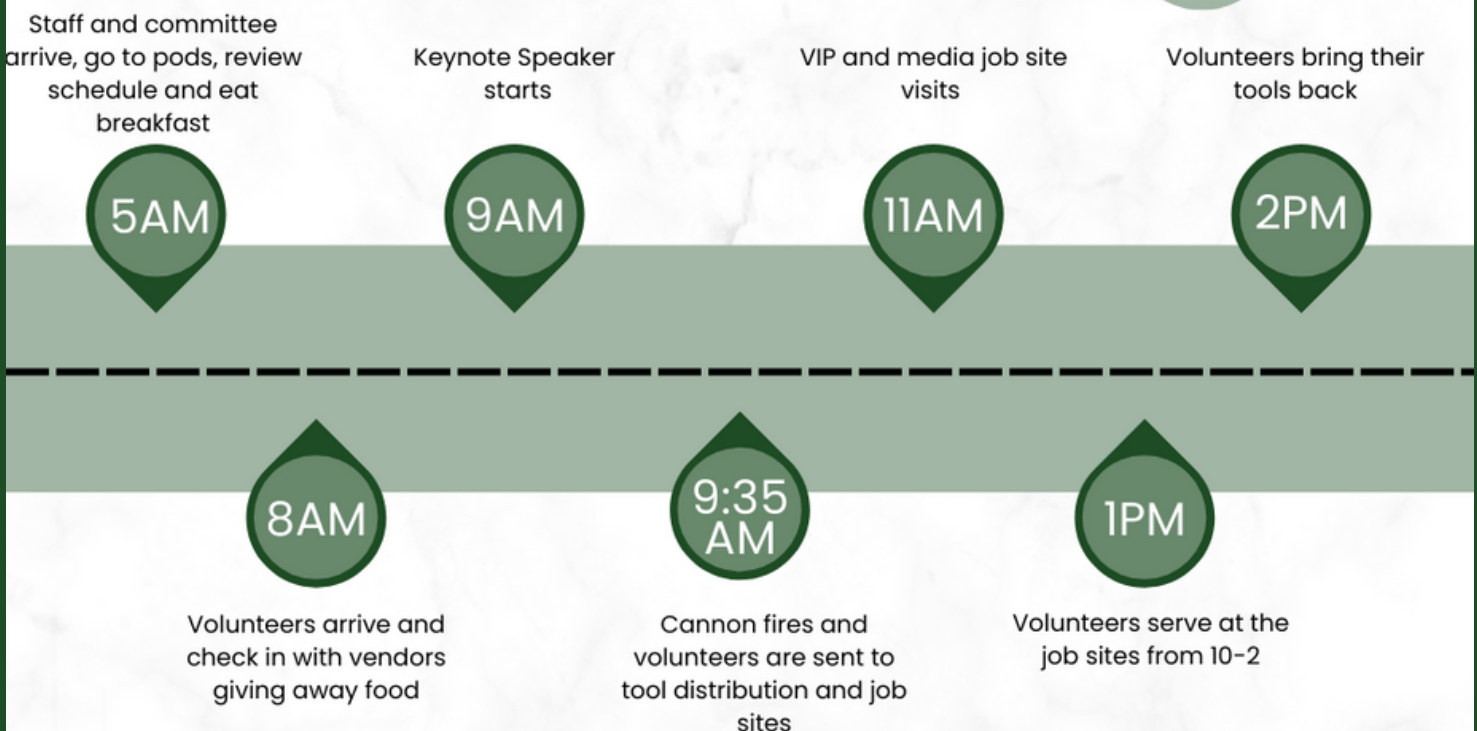 Staff and committee
arrive, go to pods, review
schedule and eat
breakfast
5AM
Volunteers arrive and
check in with vendors
giving away food
8AM
Keynote Speaker
starts
9AM
9:35
AM
Cannon fires and
volunteers are sent to
tool distribution and job
sites
VIP and media job site
visits
11AM
1PM
Volunteers serve at the
job sites from 10-2
Volunteers bring their
tools back
2PM